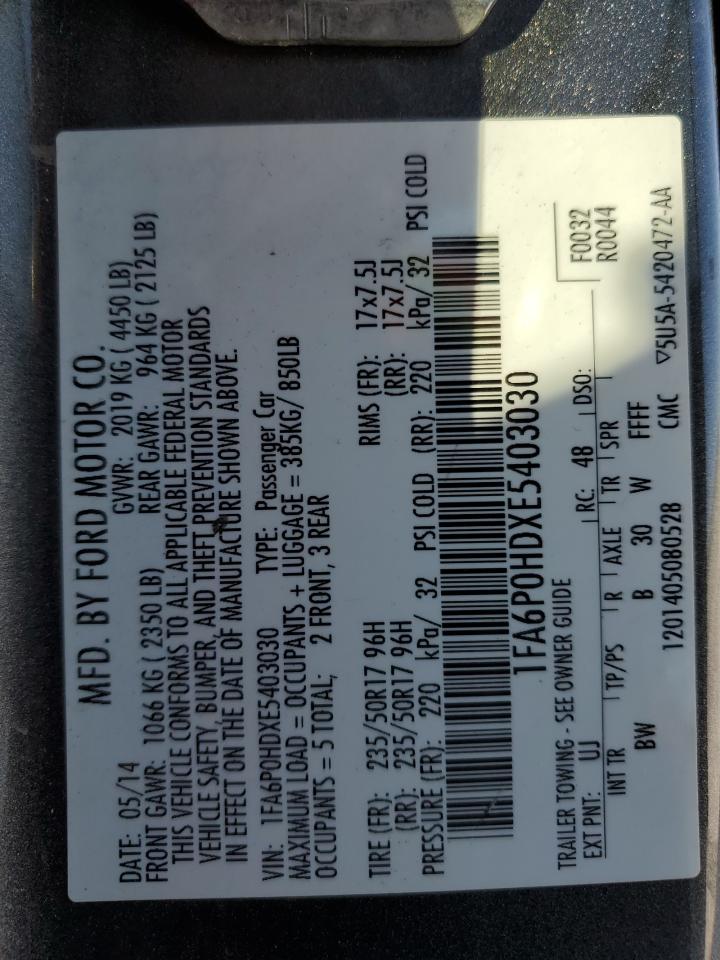 MFD. BY FORD MOTOR CO.
DATE: 05/14 GVWR: 2019 KG ( 4450 LB)
FRONT GAWR: 1066 KG ( 2350 LB) REAR GAWR: 964 KG ( 2125 LB)
THIS VEHICLE CONFORMS TO ALL APPLICABLE FEDERAL MOTOR
VEHICLE SAFETY, BUMPER, AND THEFT PREVENTION STANDARDS
IN EFFECT ON THE DATE OF MANUFACTURE SHOWN ABOVE.
VIN: 1FA6P0HDXE5403030 TYPE: Passenger Car
MAXIMUM LOAD = OCCUPANTS + LUGGAGE = 385KG/ 850LB
OCCUPANTS = 5 TOTAL; 2 FRONT, 3 REAR
TIRE (FR): 235/50R17 96H RIMS (FR): 17x7.5J
(RR): 235/50R17 96H (RR): 17x7.5J
PRESSURE (FR): 220 kPa/ 32 PSI COLD (RR): 220 kPa/ 32 PSI COLD
1FA6P0HDXE5403030
TRAILER TOWING - SEE OWNER GUIDE F0032
EXT PNT: UJ RC: 48 DSO: R0044
INT TR TP/PS R AXLE TR SPR
BW B 30 W FFFF
1201405080528 CMC ▽5U5A-5420472-AA